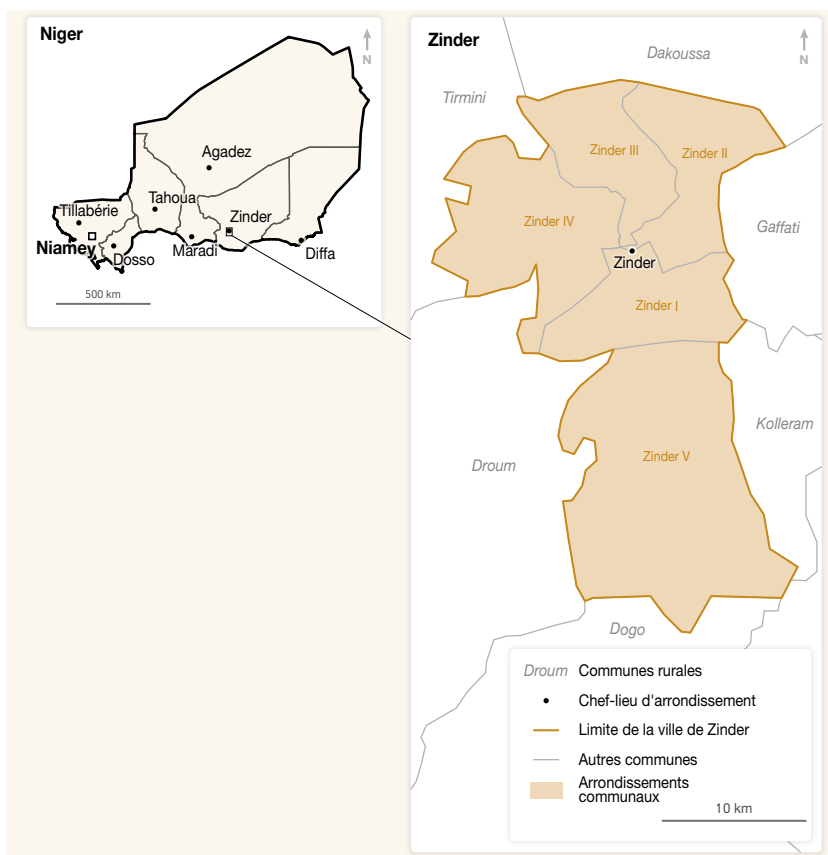 Niger
N
Agadez
Tahoua
Tillabérie
Zinder
Niamey
Dosso
Maradi
Diffa
500 km
Zinder
N
Dakoussa
Tirmini
Zinder III
Zinder II
Zinder IV
Gaffati
Zinder
Zinder I
Kolleram
Zinder V
Droum
Dogo
Droum Communes rurales
Chef-lieu d'arrondissement
Limite de la ville de Zinder
Autres communes
Arrondissements
communaux
10 km